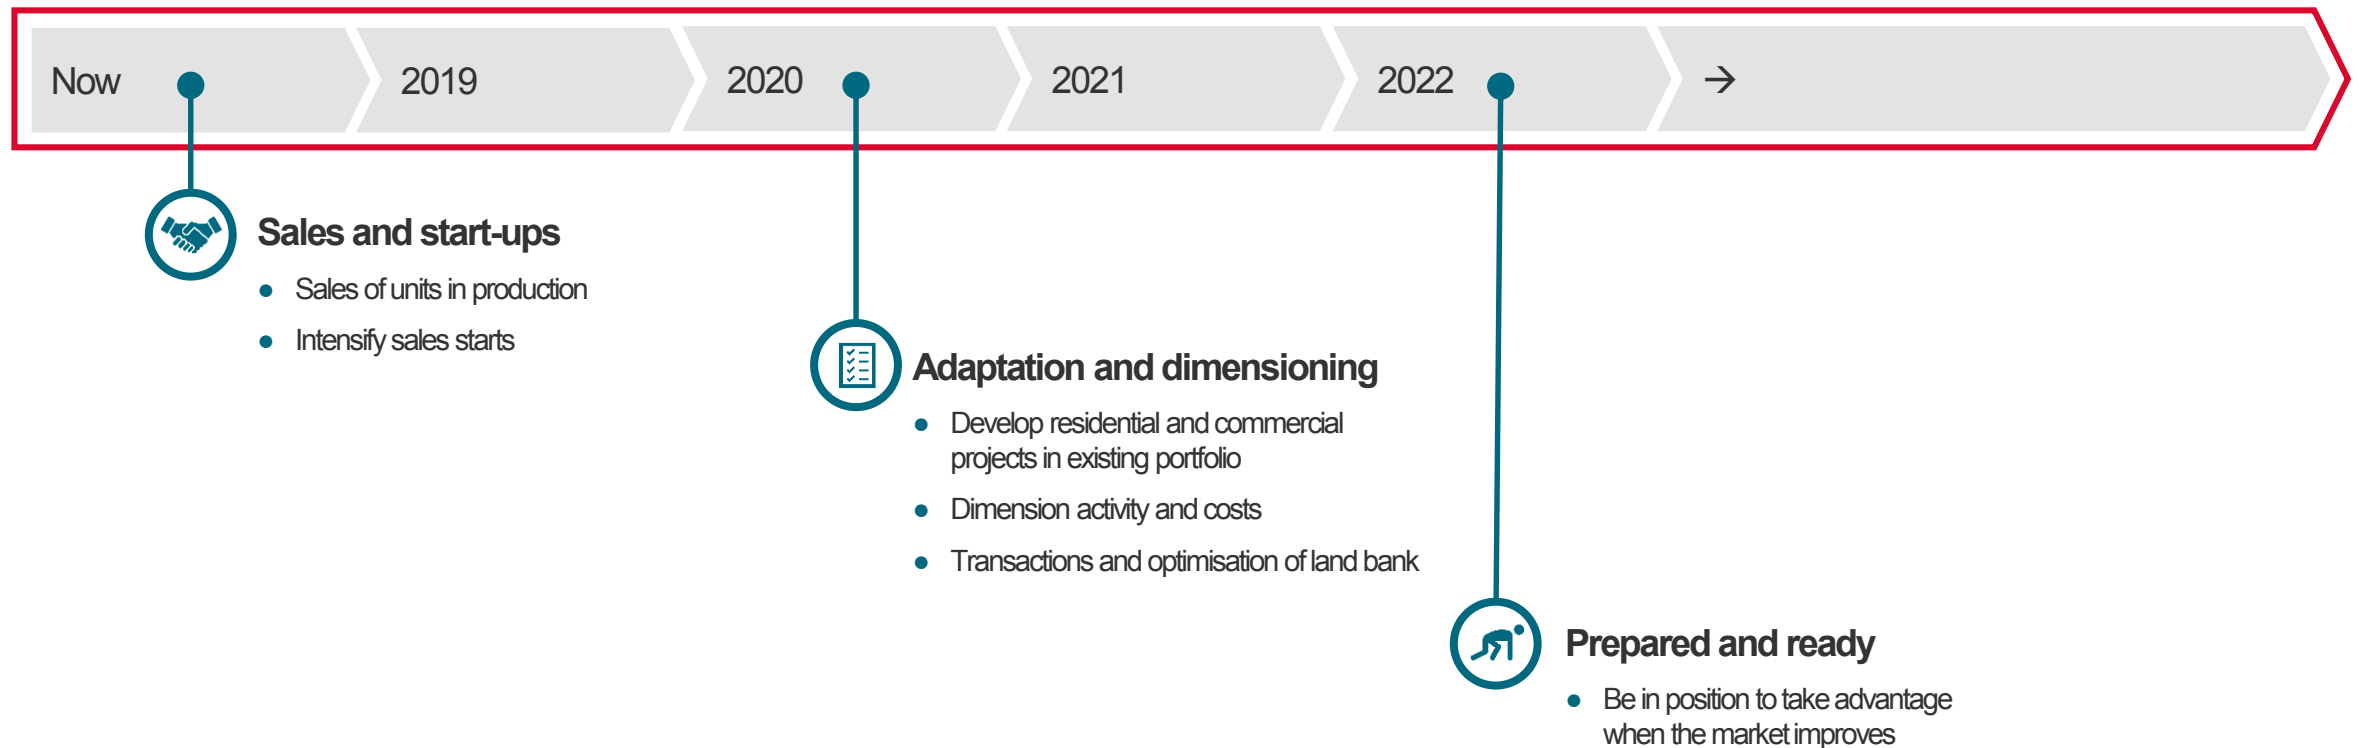 Now 2019 2020 2021 2022 →
Sales and start-ups
● Sales of units in production
● Intensify sales starts
Adaptation and dimensioning
● Develop residential and commercial
projects in existing portfolio
● Dimension activity and costs
● Transactions and optimisation of land bank
Prepared and ready
● Be in position to take advantage
when the market improves